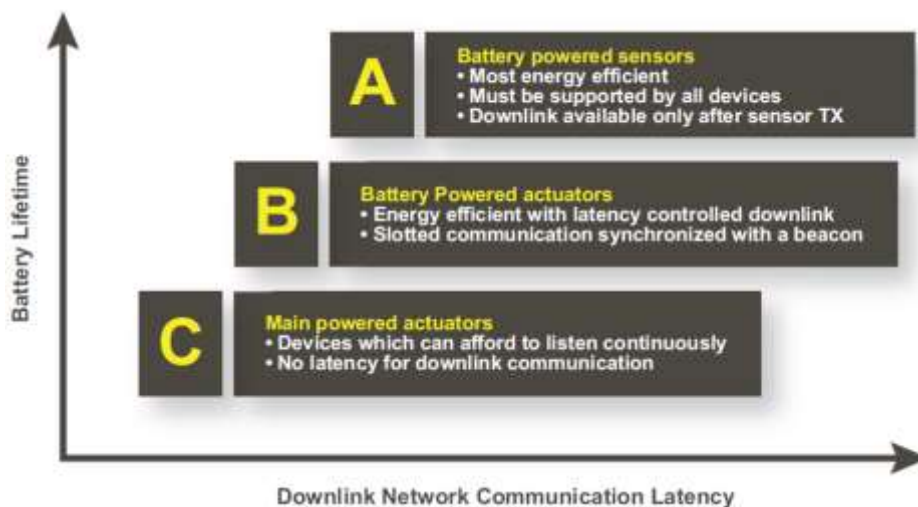 Battery Lifetime
A
Battery powered sensors
• Most energy efficient
• Must be supported by all devices
• Downlink available only after sensor TX
B
Battery Powered actuators
• Energy efficient with latency controlled downlink
• Slotted communication synchronized with a beacon
C
Main powered actuators
• Devices which can afford to listen continuously
• No latency for downlink communication
Downlink Network Communication Latency